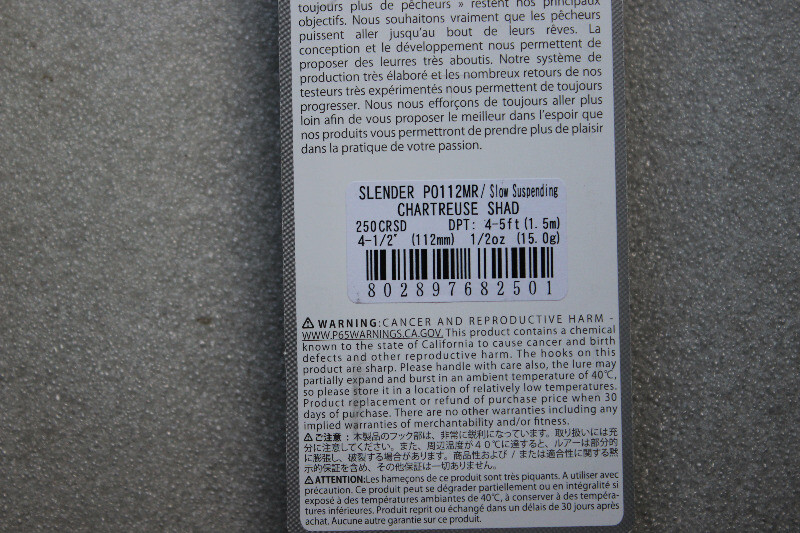 toujours plus de pêcheurs » restent nos principaux
objectifs. Nous souhaitons vraiment que les pêcheurs
puissent aller jusqu'au bout de leurs rêves. La
conception et le développement nous permettent de
proposer des leurres très aboutis. Notre système de
production très élaboré et les nombreux retours de nos
testeurs très expérimentés nous permettent de toujours
progresser. Nous nous efforçons de toujours aller plus
loin afin de vous proposer le meilleur dans l'espoir que
nos produits vous permettront de prendre plus de plaisir
dans la pratique de votre passion.
SLENDER PO112MR/ Slow Suspending
CHARTREUSE SHAD
250CRSD DPT: 4-5ft(1.5m)
4-1/2" (112mm) 1/2oz (15.0g)
802897682501
⚠ WARNING:CANCER AND REPRODUCTIVE HARM -
WWW.P65WARNINGS.CA.GOV. This product contains a chemical
known to the state of California to cause cancer and birth
defects and other reproductive harm. The hooks on this
product are sharp. Please handle with care also, the lure may
partially expand and burst in an ambient temperature of 40℃,
so please store it in a location of relatively low temperatures.
Product replacement or refund of purchase price when 30
days of purchase. There are no other warranties including any
implied warranties of merchantability and/or fitness.
⚠ご注意：本製品のフック部は、非常に鋭利になっています。取り扱いには充
分に注意してください。また、周辺温度が40℃に達すると、ルアーは部分的
に膨張し、破裂する場合があります。商品性および / または適合性に関する黙
示的保証を含め、その他保証は一切ありません。
⚠ATTENTION:Les hameçons de ce produit sont très piquants. A utiliser avec
précaution. Ce produit peut se dégrader partiellement ou en intégralité si
exposé à des températures ambiantes de 40℃, à conserver à des tempéra-
tures inférieures. Produit reprit ou échangé dans un délais de 30 jours après
achat. Aucune autre garantie sur ce produit.